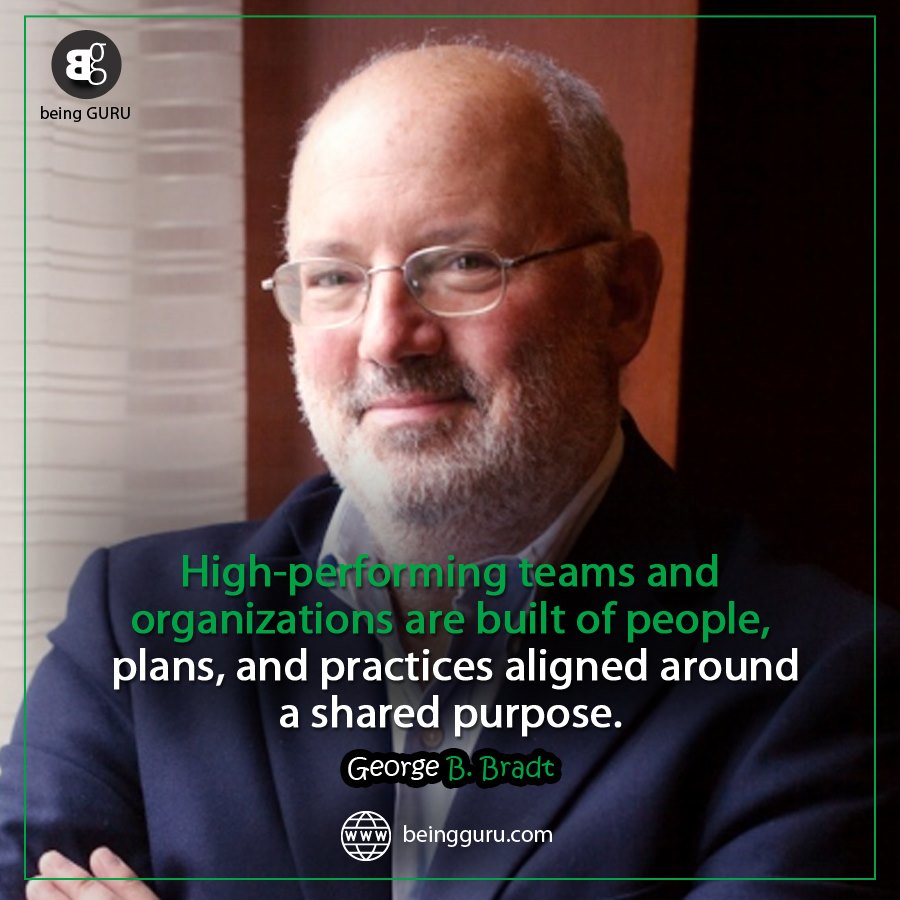 Bg
being GURU
High-performing teams and
organizations are built of people,
plans, and practices aligned around
a shared purpose.
George B. Bradt
www beingguru.com